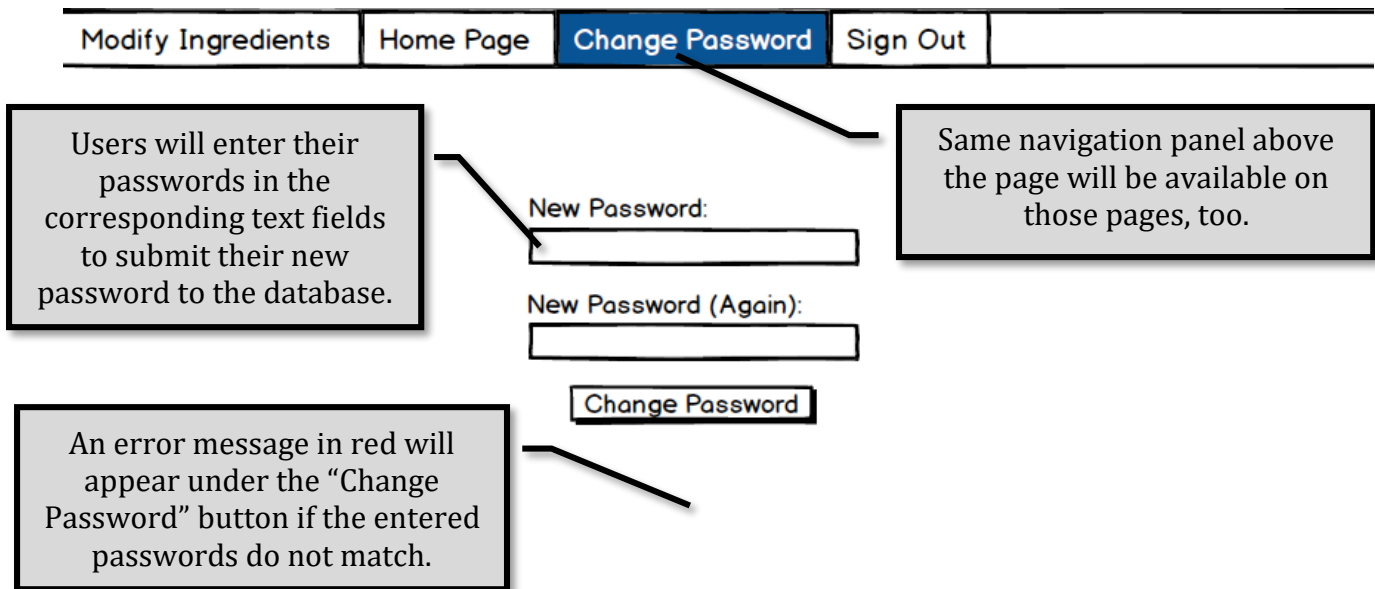 Modify Ingredients Home Page Change Password Sign Out
Users will enter their
passwords in the
corresponding text fields
to submit their new
password to the database.
Same navigation panel above
the page will be available on
those pages, too.
New Password:
New Password (Again):
Change Password
An error message in red will
appear under the “Change
Password” button if the entered
passwords do not match.